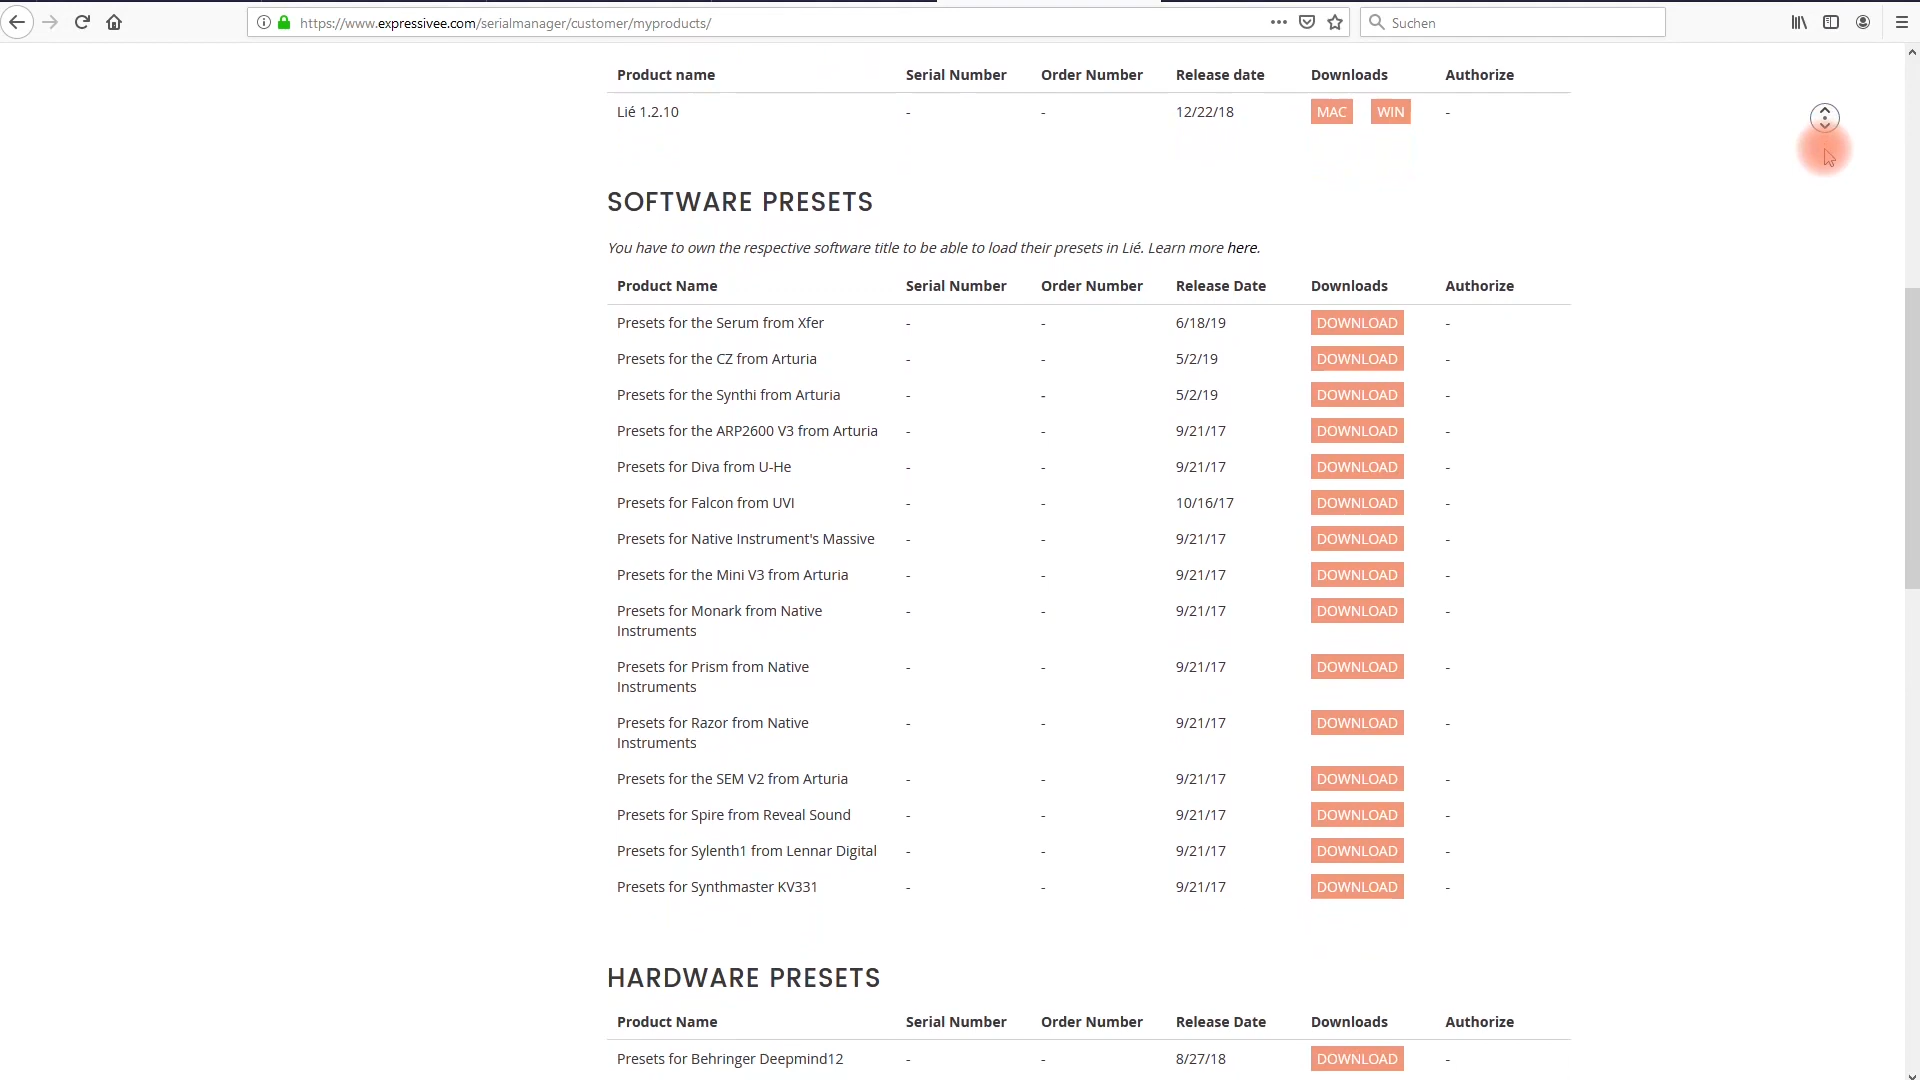 https://www.expressivee.com/serialmanager/customer/myproducts/
Suchen
Product name Serial Number Order Number Release date Downloads Authorize
Lié 1.2.10 - - 12/22/18 MAC WIN -
SOFTWARE PRESETS
You have to own the respective software title to be able to load their presets in Lié. Learn more here.
Product Name Serial Number Order Number Release Date Downloads Authorize
Presets for the Serum from Xfer - - 6/18/19 DOWNLOAD -
Presets for the CZ from Arturia - - 5/2/19 DOWNLOAD -
Presets for the Synthi from Arturia - - 5/2/19 DOWNLOAD -
Presets for the ARP2600 V3 from Arturia - - 9/21/17 DOWNLOAD -
Presets for Diva from U-He - - 9/21/17 DOWNLOAD -
Presets for Falcon from UVI - - 10/16/17 DOWNLOAD -
Presets for Native Instrument's Massive - - 9/21/17 DOWNLOAD -
Presets for the Mini V3 from Arturia - - 9/21/17 DOWNLOAD -
Presets for Monark from Native - - 9/21/17 DOWNLOAD -
Instruments
Presets for Prism from Native - - 9/21/17 DOWNLOAD -
Instruments
Presets for Razor from Native - - 9/21/17 DOWNLOAD -
Instruments
Presets for the SEM V2 from Arturia - - 9/21/17 DOWNLOAD -
Presets for Spire from Reveal Sound - - 9/21/17 DOWNLOAD -
Presets for Sylenth1 from Lennar Digital - - 9/21/17 DOWNLOAD -
Presets for Synthmaster KV331 - - 9/21/17 DOWNLOAD -
HARDWARE PRESETS
Product Name Serial Number Order Number Release Date Downloads Authorize
Presets for Behringer Deepmind12 - - 8/27/18 DOWNLOAD -